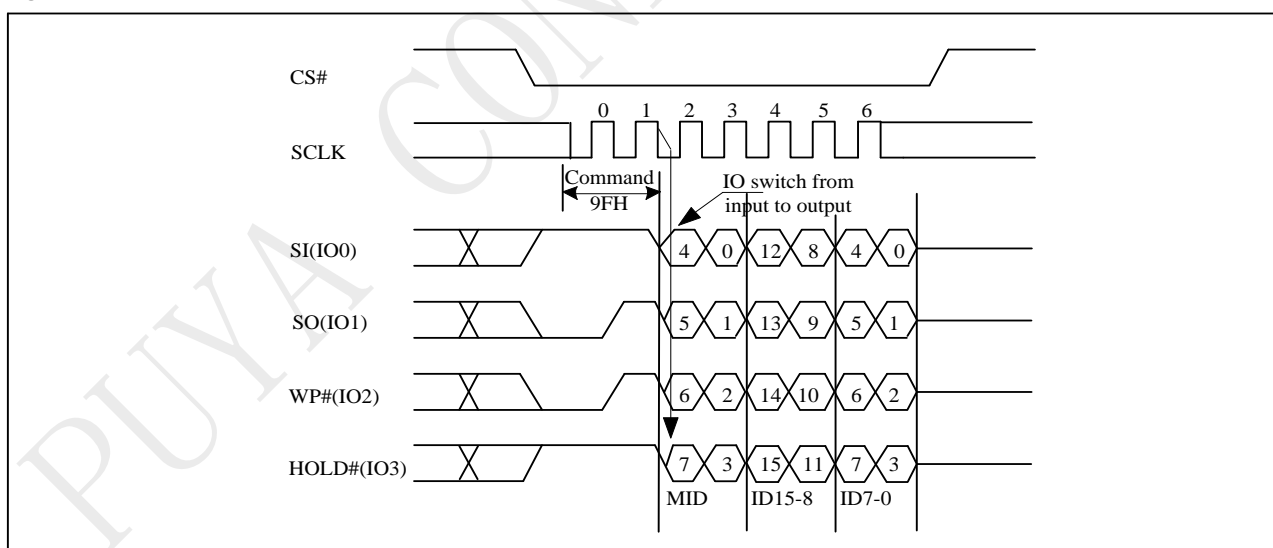 PUYA CON
CS#
0 1 2 3 4 5 6
SCLK
Command
9FH
IO switch from
input to output
SI(IO0)
4 0 12 8 4 0
SO(IO1)
5 1 13 9 5 1
WP#(IO2)
6 2 14 10 6 2
HOLD#(IO3)
7 3 15 11 7 3
MID ID15-8 ID7-0